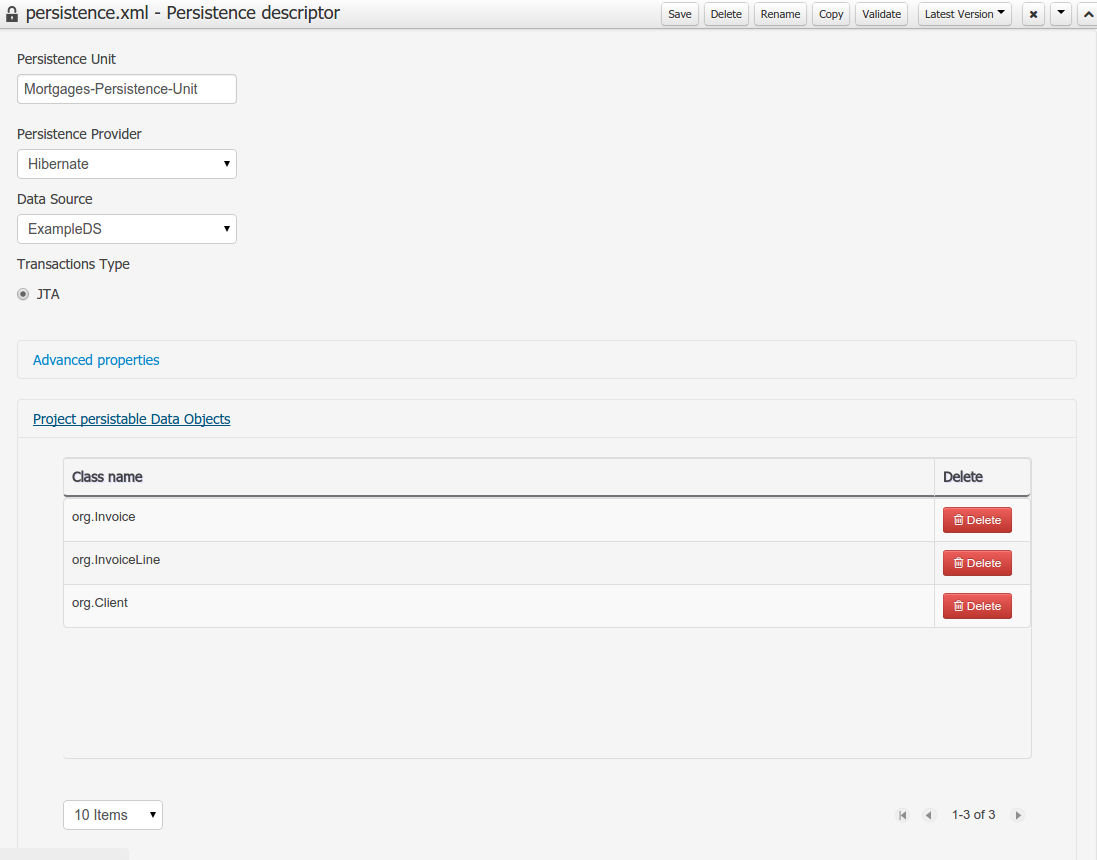 persistence.xml - Persistence descriptor
Save Delete Rename Copy Validate Latest Version
Persistence Unit
Mortgages-Persistence-Unit
Persistence Provider
Hibernate
Data Source
ExampleDS
Transactions Type
JTA
Advanced properties
Project persistable Data Objects
Class name Delete
org.Invoice Delete
org.InvoiceLine Delete
org.Client Delete
10 Items 1-3 of 3